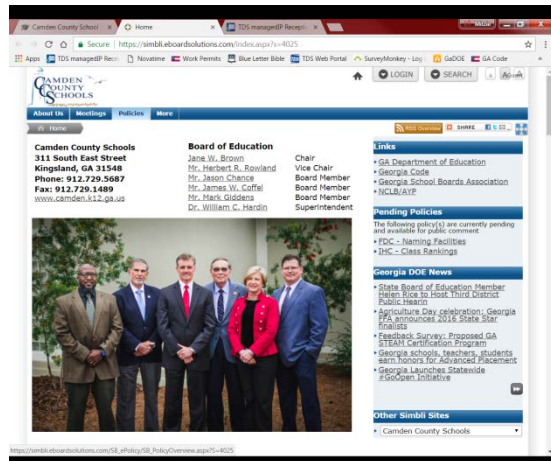 Camden County School
Home
TDS managedIP Recepti
Secure
https://simbli.eboardsolutions.com/index.aspx?s=4025
Apps
TDS managedIP Rece
Novatime
Work Permits
Blue Letter Bible
TDS Web Portal
SurveyMonkey - Log
GaDOE
GA Code
CAMDEN
COUNTY
SCHOOLS
LOGIN
SEARCH
About Us
Meetings
Policies
More
Home
RSS Overview
SHARE
Camden County Schools
311 South East Street
Kingsland, GA 31548
Phone: 912.729.5687
Fax: 912.729.1489
www.camden.k12.ga.us
Board of Education
Jane W. Brown Chair
Mr. Herbert R. Rowland Vice Chair
Mr. Jason Chance Board Member
Mr. James W. Coffel Board Member
Mr. Mark Giddens Board Member
Dr. William C. Hardin Superintendent
Links
GA Department of Education
Georgia Code
Georgia School Boards Association
NCLB/AYP
Pending Policies
The following policy(s) are currently pending
and available for public comment
FDC - Naming Facilities
IHC - Class Rankings
Georgia DOE News
State Board of Education Member
Helen Rice to Host Third District
Public Hearin
Agriculture Day celebration: Georgia
FFA announces 2016 State Star
finalists
Feedback Survey: Proposed GA
STEAM Certification Program
Georgia schools, teachers, students
earn honors for Advanced Placement
Georgia Launches Statewide
#GoOpen Initiative
Other Simbli Sites
Camden County Schools
https://simbli.eboardsolutions.com/SB_ePolicy/SB_PolicyOverview.aspx?S=4025